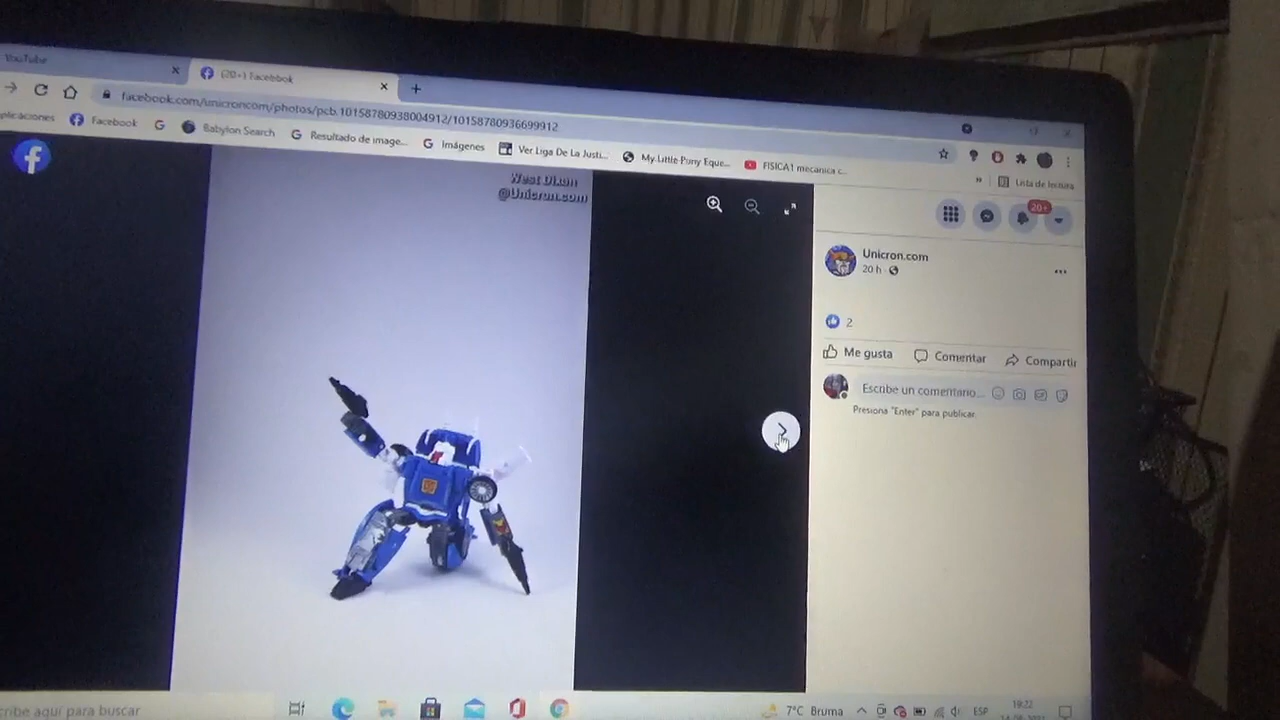 YouTube
(20+) Facebook
facebook.com/unicroncom/photos/pcb.10158780938004912/10158780936699912
plicaciones
Facebook
Babylon Search
Resultado de image...
Imágenes
Ver Liga De La Justi...
My Little Pony Eque...
FISICA1 mecanica c...
Lista de lectura
West Dixon
@Unicron.com
20+
Unicron.com
20 h
2
Me gusta
Comentar
Compartir
Escribe un comentario...
Presiona "Enter" para publicar.
cribe aquí para buscar
7°C Bruma
ESP
19:22